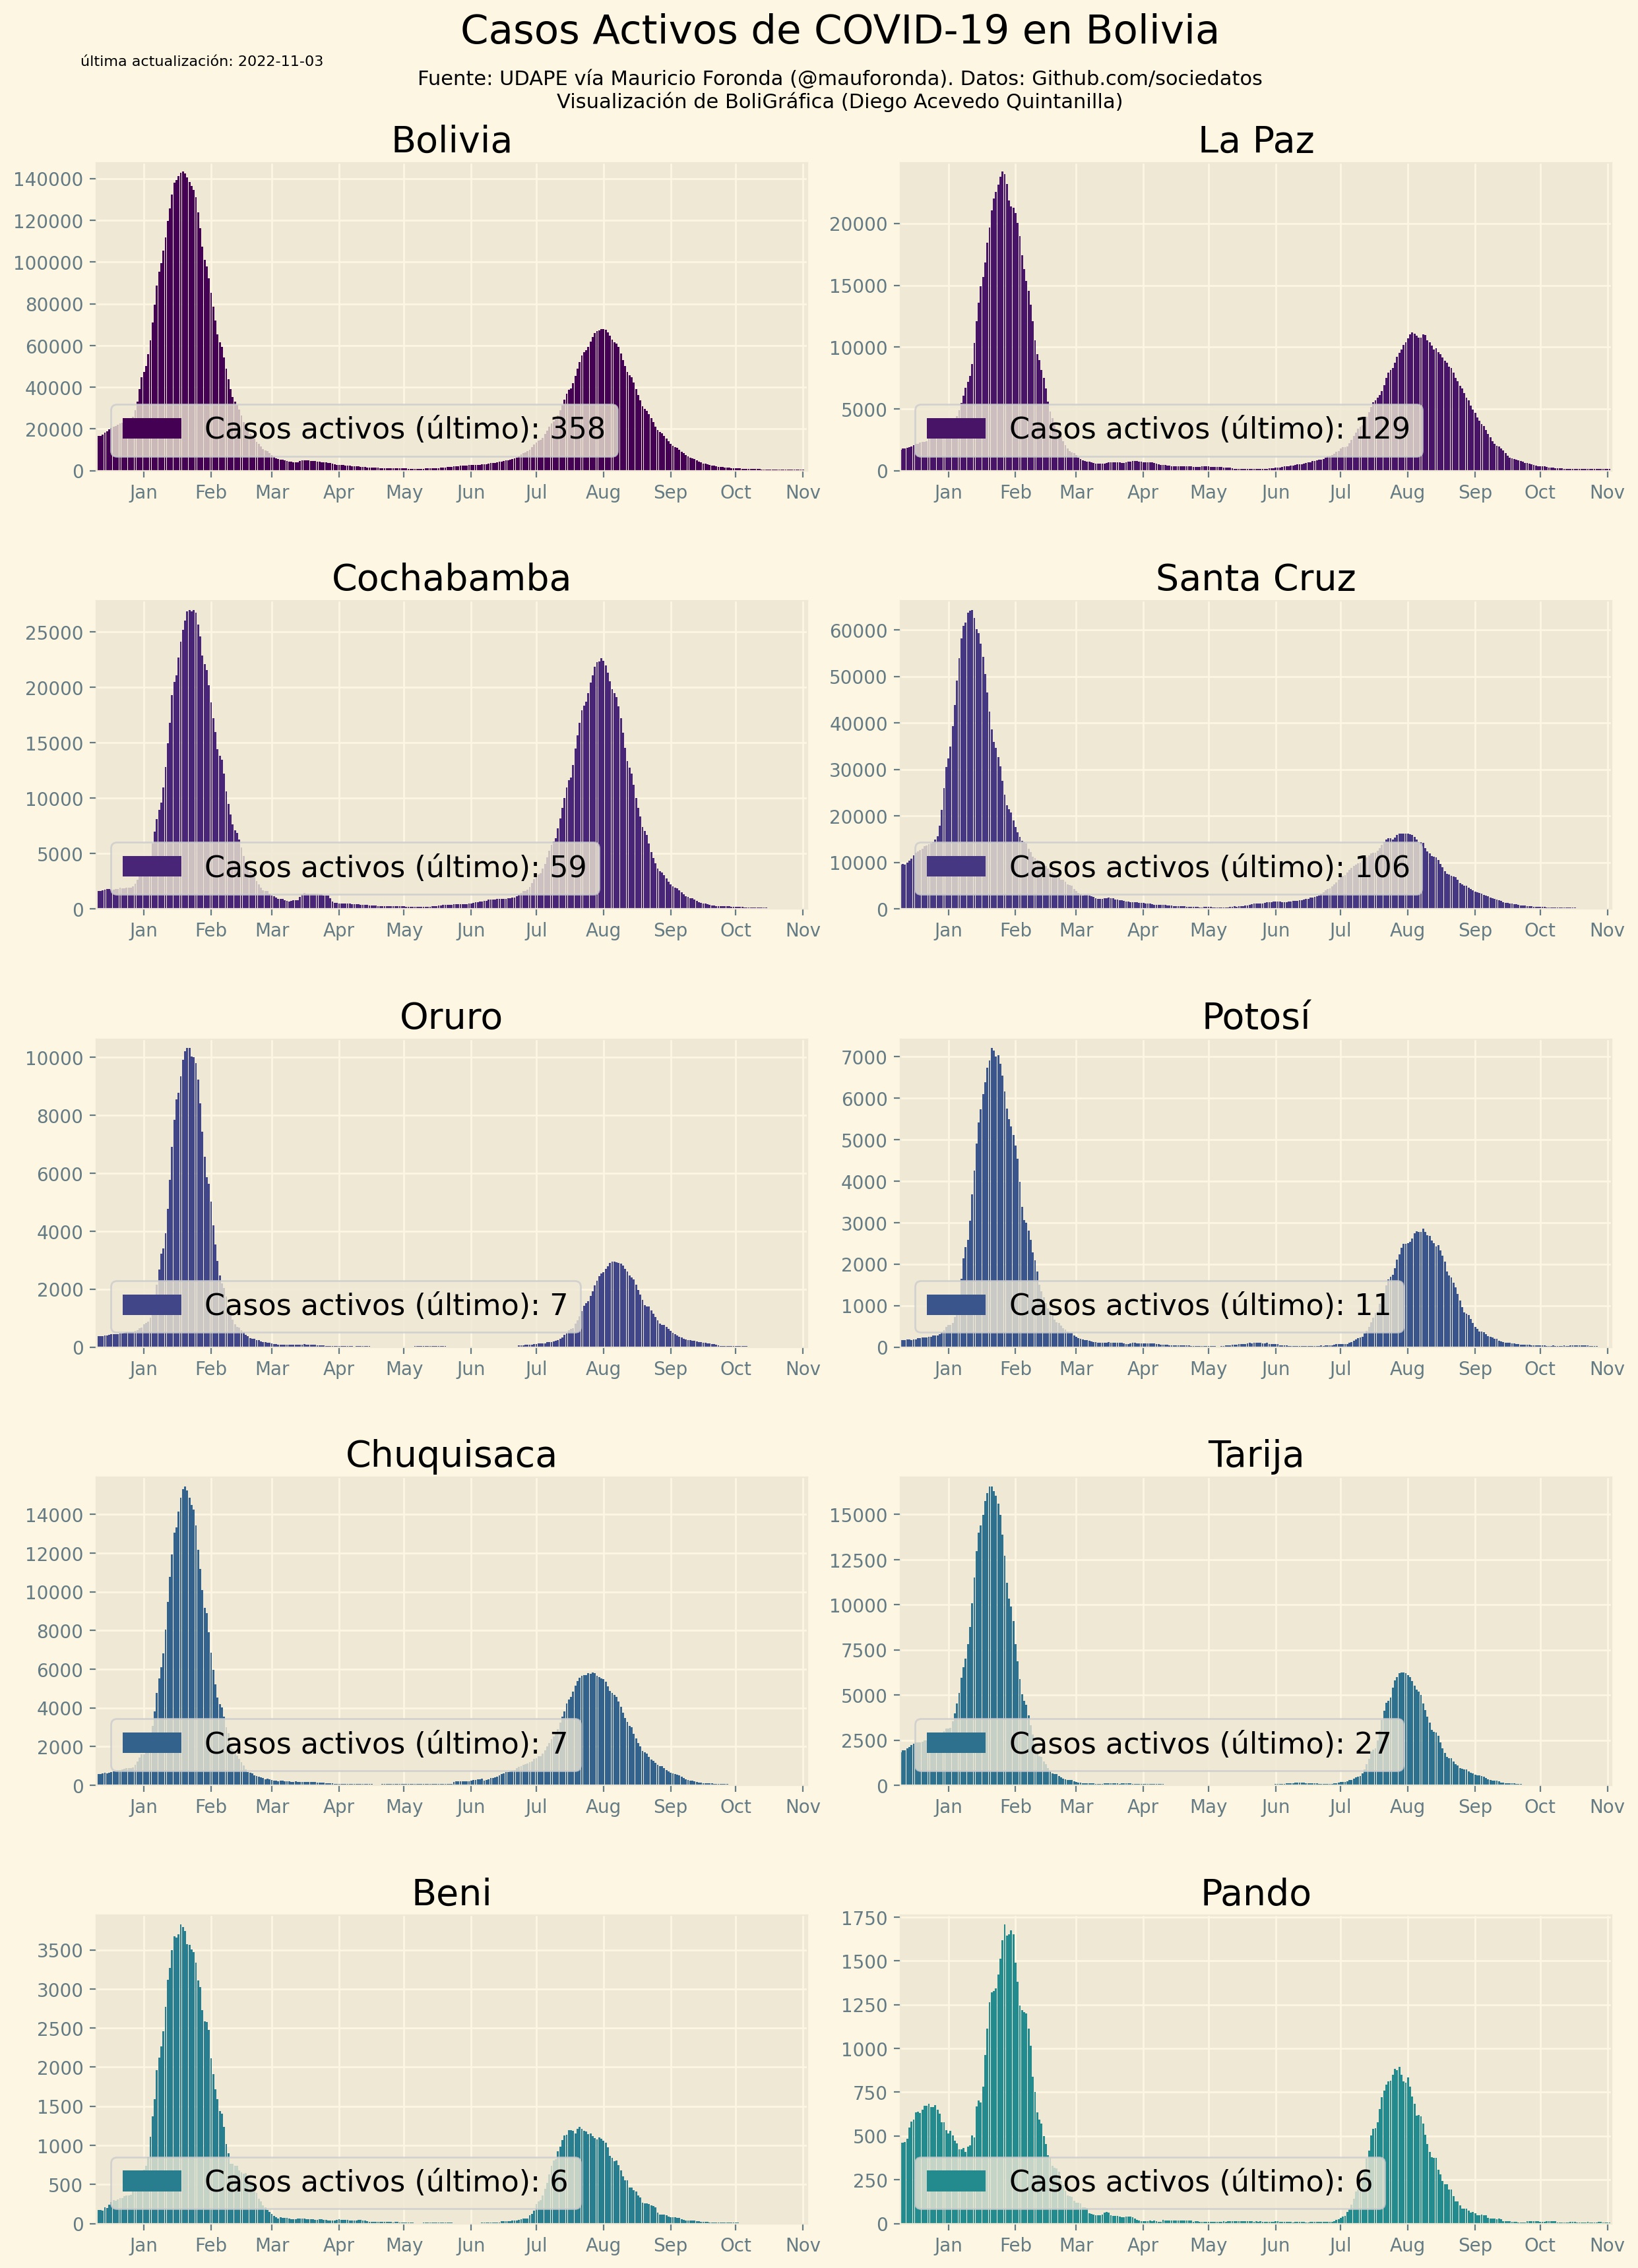 Casos Activos de COVID-19 en Bolivia
última actualización: 2022-11-03
Fuente: UDAPE vía Mauricio Foronda (@mauforonda). Datos: Github.com/sociedatos
Visualización de BoliGráfica (Diego Acevedo Quintanilla)
Bolivia
140000
120000
100000
80000
60000
40000
20000
0
Casos activos (último): 358
Jan Feb Mar Apr May Jun Jul Aug Sep Oct Nov
La Paz
20000
15000
10000
5000
0
Casos activos (último): 129
Jan Feb Mar Apr May Jun Jul Aug Sep Oct Nov
Cochabamba
25000
20000
15000
10000
5000
0
Casos activos (último): 59
Jan Feb Mar Apr May Jun Jul Aug Sep Oct Nov
Santa Cruz
60000
50000
40000
30000
20000
10000
0
Casos activos (último): 106
Jan Feb Mar Apr May Jun Jul Aug Sep Oct Nov
Oruro
10000
8000
6000
4000
2000
0
Casos activos (último): 7
Jan Feb Mar Apr May Jun Jul Aug Sep Oct Nov
Potosí
7000
6000
5000
4000
3000
2000
1000
0
Casos activos (último): 11
Jan Feb Mar Apr May Jun Jul Aug Sep Oct Nov
Chuquisaca
14000
12000
10000
8000
6000
4000
2000
0
Casos activos (último): 7
Jan Feb Mar Apr May Jun Jul Aug Sep Oct Nov
Tarija
15000
12500
10000
7500
5000
2500
0
Casos activos (último): 27
Jan Feb Mar Apr May Jun Jul Aug Sep Oct Nov
Beni
3500
3000
2500
2000
1500
1000
500
0
Casos activos (último): 6
Jan Feb Mar Apr May Jun Jul Aug Sep Oct Nov
Pando
1750
1500
1250
1000
750
500
250
0
Casos activos (último): 6
Jan Feb Mar Apr May Jun Jul Aug Sep Oct Nov